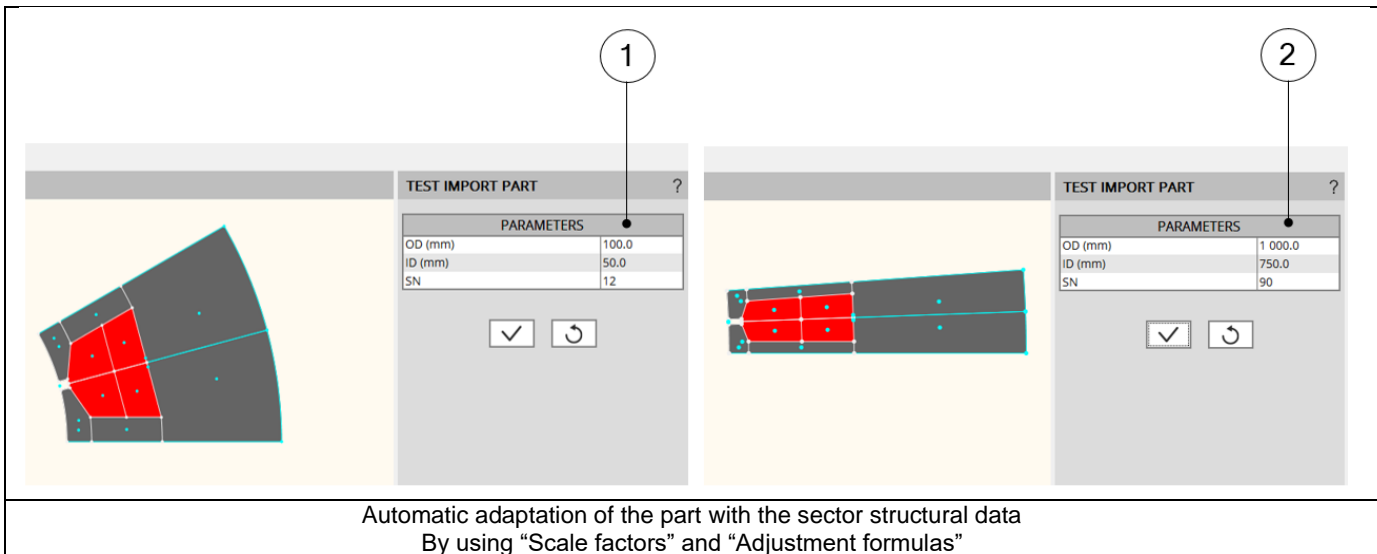 1
2
TEST IMPORT PART ?
PARAMETERS
OD (mm) 100.0
ID (mm) 50.0
SN 12
TEST IMPORT PART ?
PARAMETERS
OD (mm) 1 000.0
ID (mm) 750.0
SN 90
Automatic adaptation of the part with the sector structural data
By using “Scale factors” and “Adjustment formulas”